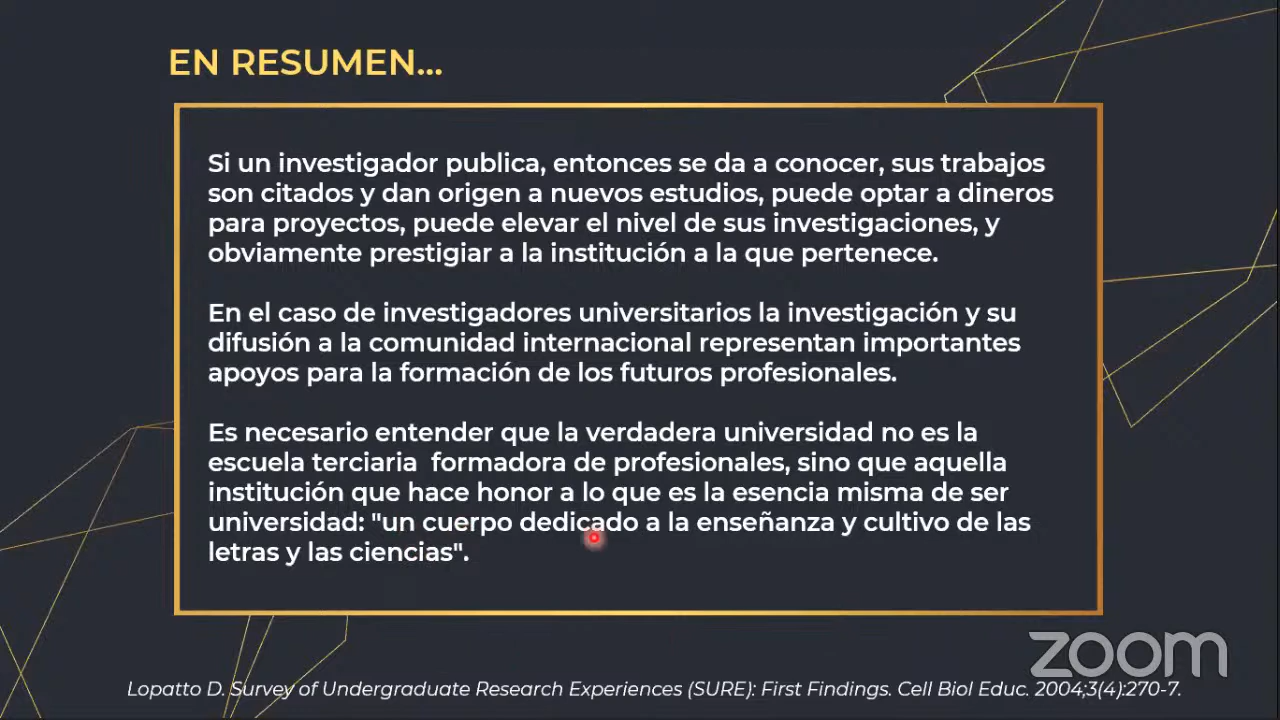 EN RESUMEN...
Si un investigador publica, entonces se da a conocer, sus trabajos
son citados y dan origen a nuevos estudios, puede optar a dineros
para proyectos, puede elevar el nivel de sus investigaciones, y
obviamente prestigiar a la institución a la que pertenece.
En el caso de investigadores universitarios la investigación y su
difusión a la comunidad internacional representan importantes
apoyos para la formación de los futuros profesionales.
Es necesario entender que la verdadera universidad no es la
escuela terciaria  formadora de profesionales, sino que aquella
institución que hace honor a lo que es la esencia misma de ser
universidad: "un cuerpo dedicado a la enseñanza y cultivo de las
letras y las ciencias".
zoom
Lopatto D. Survey of Undergraduate Research Experiences (SURE): First Findings. Cell Biol Educ. 2004;3(4):270-7.